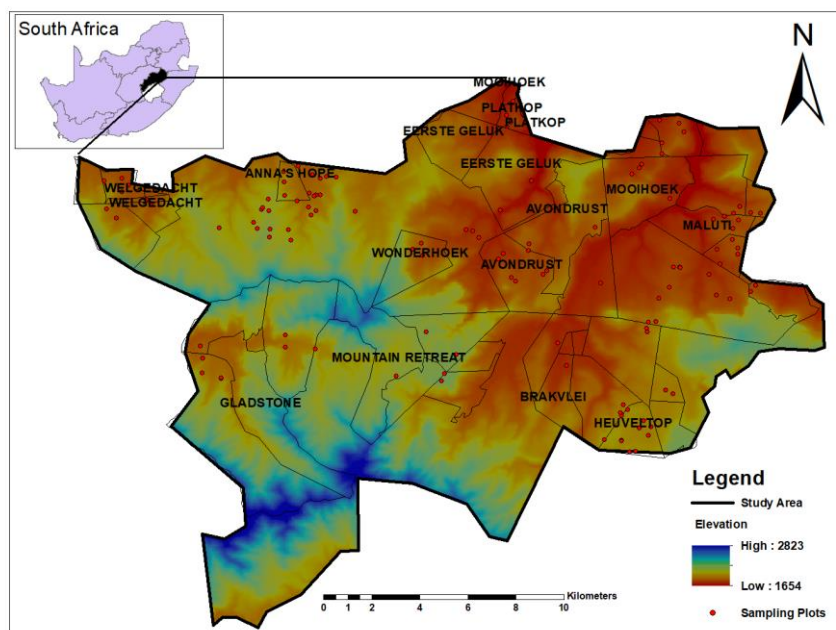 South Africa
N
MOOIHOEK
PLATKOP
PLATKOP
EERSTE GELUK
EERSTE GELUK
ANNA'S HOPE
WELGEDACHT
WELGEDACHT
MOOIHOEK
AVONDRUST
MALUTI
WONDERHOEK
AVONDRUST
MOUNTAIN RETREAT
GLADSTONE
BRAKVLEI
HEUVELTOP
Legend
Study Area
Elevation
High : 2823
Low : 1654
Sampling Plots
Kilometers
0 1 2 4 6 8 10